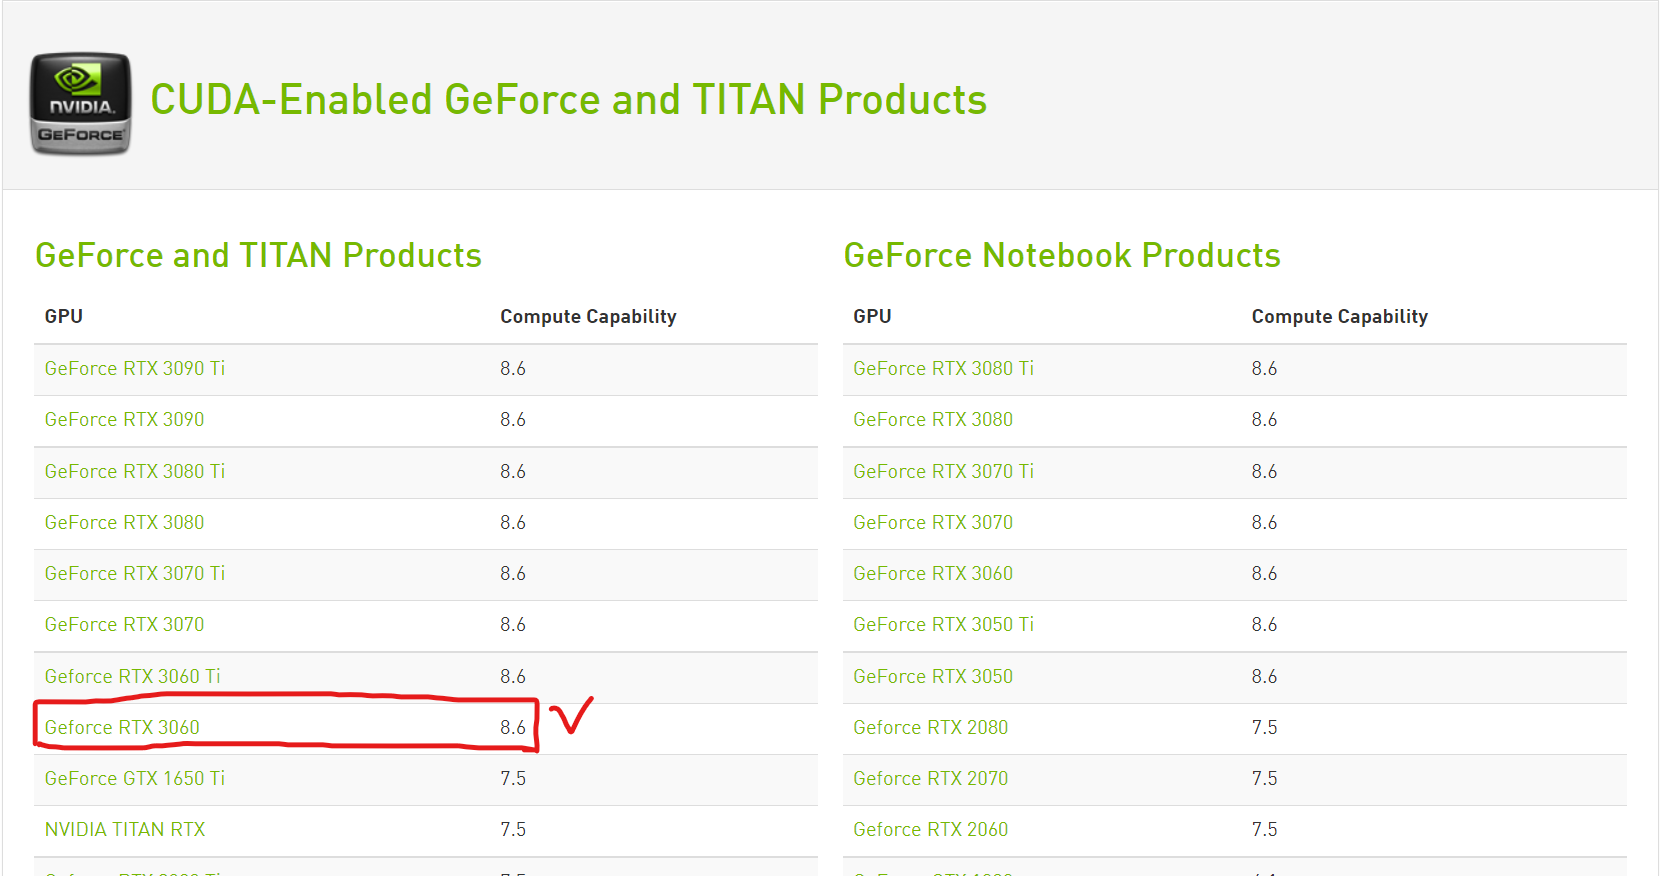 NVIDIA.
GEFORCE
CUDA-Enabled GeForce and TITAN Products
GeForce and TITAN Products
GPU Compute Capability
GeForce RTX 3090 Ti 8.6
GeForce RTX 3090 8.6
GeForce RTX 3080 Ti 8.6
GeForce RTX 3080 8.6
GeForce RTX 3070 Ti 8.6
GeForce RTX 3070 8.6
Geforce RTX 3060 Ti 8.6
Geforce RTX 3060 8.6
GeForce GTX 1650 Ti 7.5
NVIDIA TITAN RTX 7.5
GeForce Notebook Products
GPU Compute Capability
GeForce RTX 3080 Ti 8.6
GeForce RTX 3080 8.6
GeForce RTX 3070 Ti 8.6
GeForce RTX 3070 8.6
GeForce RTX 3060 8.6
GeForce RTX 3050 Ti 8.6
GeForce RTX 3050 8.6
Geforce RTX 2080 7.5
Geforce RTX 2070 7.5
Geforce RTX 2060 7.5